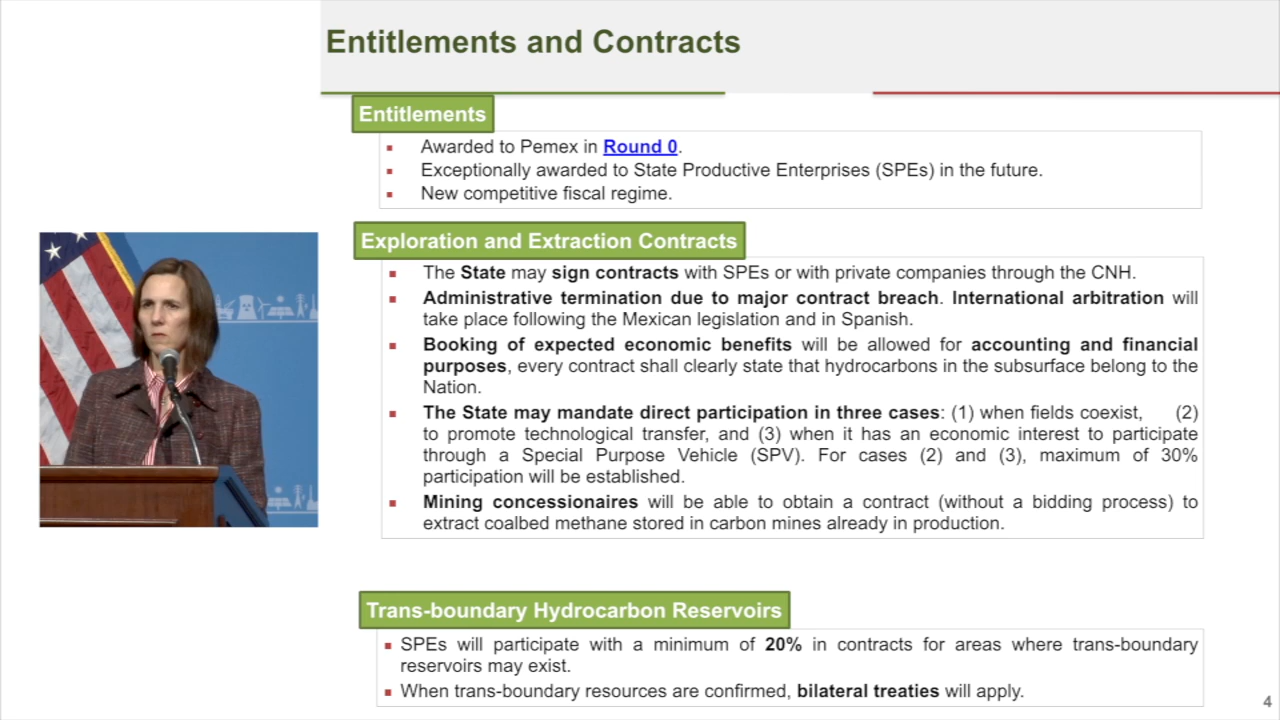 Entitlements and Contracts
Entitlements
Awarded to Pemex in Round 0.
Exceptionally awarded to State Productive Enterprises (SPEs) in the future.
New competitive fiscal regime.
Exploration and Extraction Contracts
The State may sign contracts with SPEs or with private companies through the CNH.
Administrative termination due to major contract breach. International arbitration will
take place following the Mexican legislation and in Spanish.
Booking of expected economic benefits will be allowed for accounting and financial
purposes, every contract shall clearly state that hydrocarbons in the subsurface belong to the
Nation.
The State may mandate direct participation in three cases: (1) when fields coexist, (2)
to promote technological transfer, and (3) when it has an economic interest to participate
through a Special Purpose Vehicle (SPV). For cases (2) and (3), maximum of 30%
participation will be established.
Mining concessionaires will be able to obtain a contract (without a bidding process) to
extract coalbed methane stored in carbon mines already in production.
Trans-boundary Hydrocarbon Reservoirs
SPEs will participate with a minimum of 20% in contracts for areas where trans-boundary
reservoirs may exist.
When trans-boundary resources are confirmed, bilateral treaties will apply.
4